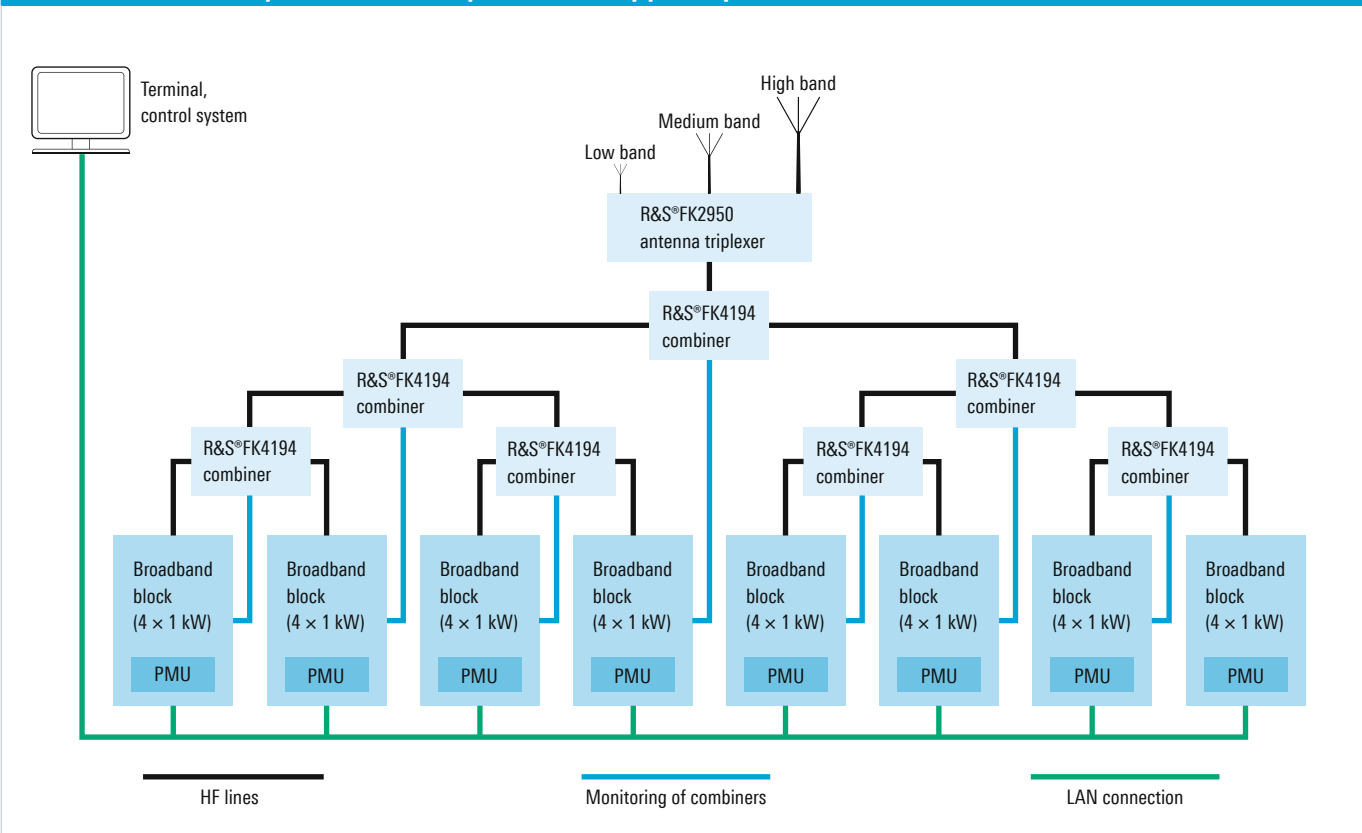 Terminal,
control system
High band
Medium band
Low band
R&S®FK2950
antenna triplexer
R&S®FK4194
combiner
R&S®FK4194
combiner
R&S®FK4194
combiner
R&S®FK4194
combiner
R&S®FK4194
combiner
R&S®FK4194
combiner
R&S®FK4194
combiner
Broadband
block
(4 × 1 kW)
PMU
Broadband
block
(4 × 1 kW)
PMU
Broadband
block
(4 × 1 kW)
PMU
Broadband
block
(4 × 1 kW)
PMU
Broadband
block
(4 × 1 kW)
PMU
Broadband
block
(4 × 1 kW)
PMU
Broadband
block
(4 × 1 kW)
PMU
Broadband
block
(4 × 1 kW)
PMU
HF lines
Monitoring of combiners
LAN connection